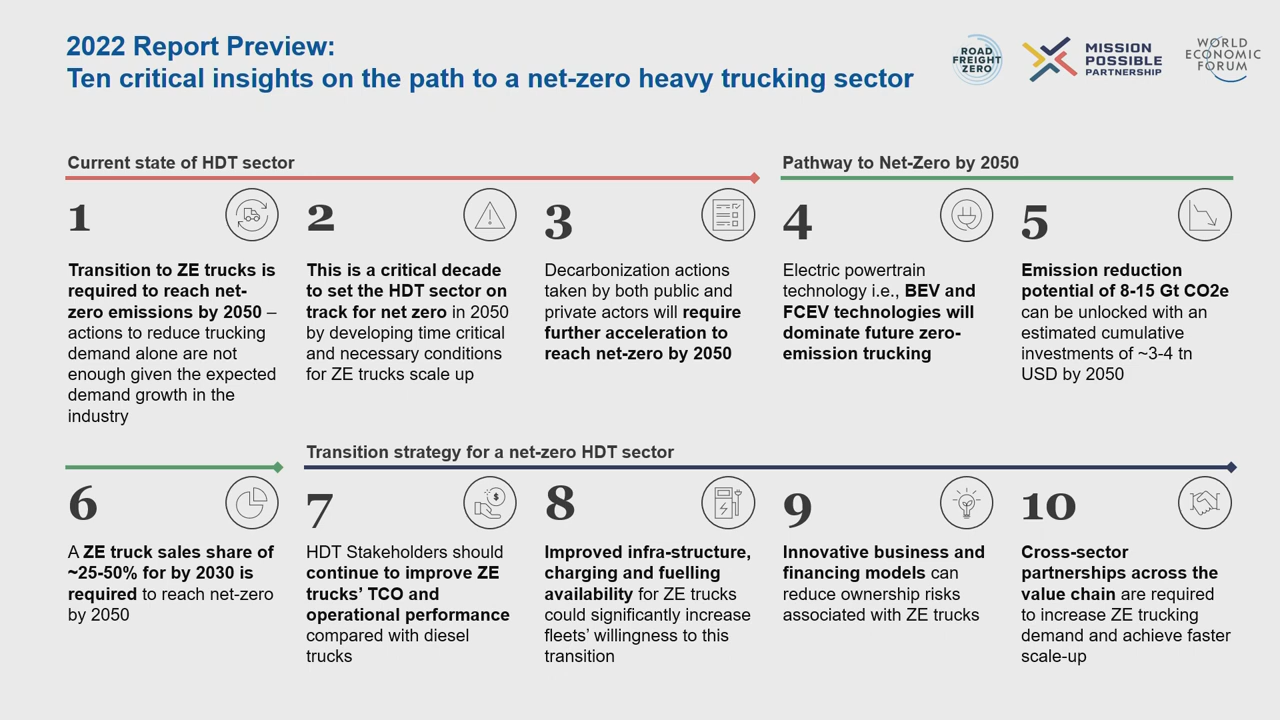 2022 Report Preview:
Ten critical insights on the path to a net-zero heavy trucking sector
ROAD
FREIGHT
ZERO
MISSION
POSSIBLE
PARTNERSHIP
WORLD
ECONOMIC
FORUM
Current state of HDT sector
1
Transition to ZE trucks is
required to reach net-
zero emissions by 2050 –
actions to reduce trucking
demand alone are not
enough given the expected
demand growth in the
industry
2
This is a critical decade
to set the HDT sector on
track for net zero in 2050
by developing time critical
and necessary conditions
for ZE trucks scale up
3
Decarbonization actions
taken by both public and
private actors will require
further acceleration to
reach net-zero by 2050
Pathway to Net-Zero by 2050
4
Electric powertrain
technology i.e., BEV and
FCEV technologies will
dominate future zero-
emission trucking
5
Emission reduction
potential of 8-15 Gt CO2e
can be unlocked with an
estimated cumulative
investments of ~3-4 tn
USD by 2050
6
A ZE truck sales share of
~25-50% for by 2030 is
required to reach net-zero
by 2050
Transition strategy for a net-zero HDT sector
7
$
HDT Stakeholders should
continue to improve ZE
trucks’ TCO and
operational performance
compared with diesel
trucks
8
Improved infra-structure,
charging and fuelling
availability for ZE trucks
could significantly increase
fleets’ willingness to this
transition
9
Innovative business and
financing models can
reduce ownership risks
associated with ZE trucks
10
Cross-sector
partnerships across the
value chain are required
to increase ZE trucking
demand and achieve faster
scale-up